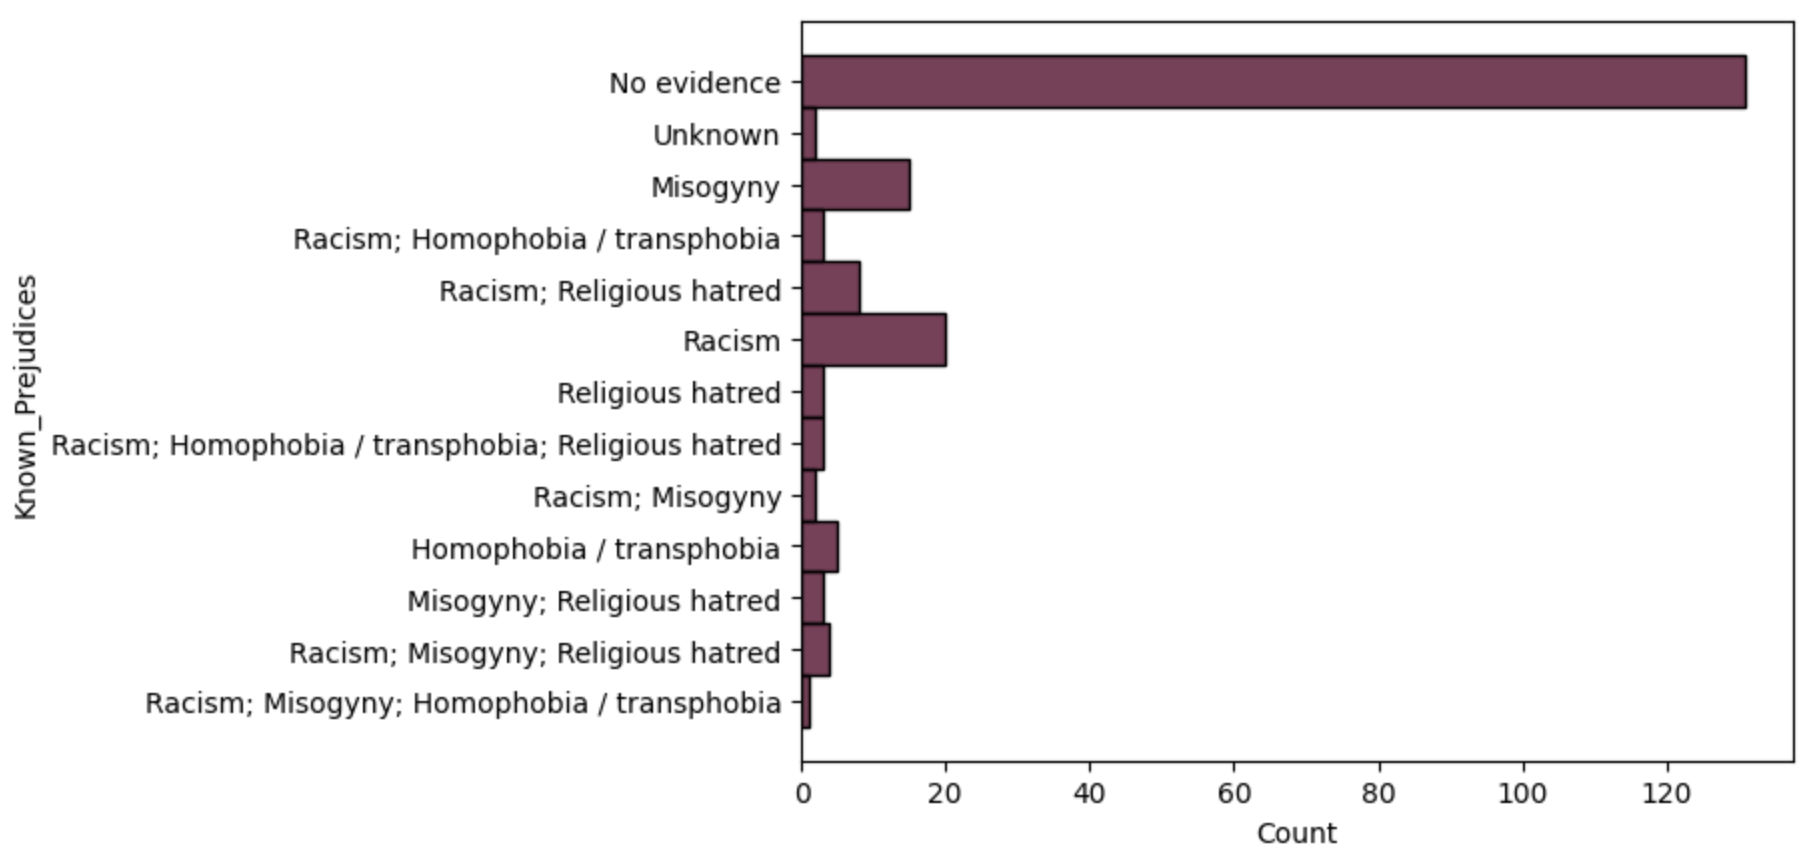 No evidence
Unknown
Misogyny
Racism; Homophobia / transphobia
Racism; Religious hatred
Racism
Religious hatred
Racism; Homophobia / transphobia; Religious hatred
Racism; Misogyny
Homophobia / transphobia
Misogyny; Religious hatred
Racism; Misogyny; Religious hatred
Racism; Misogyny; Homophobia / transphobia
Known_Prejudices
0 20 40 60 80 100 120
Count